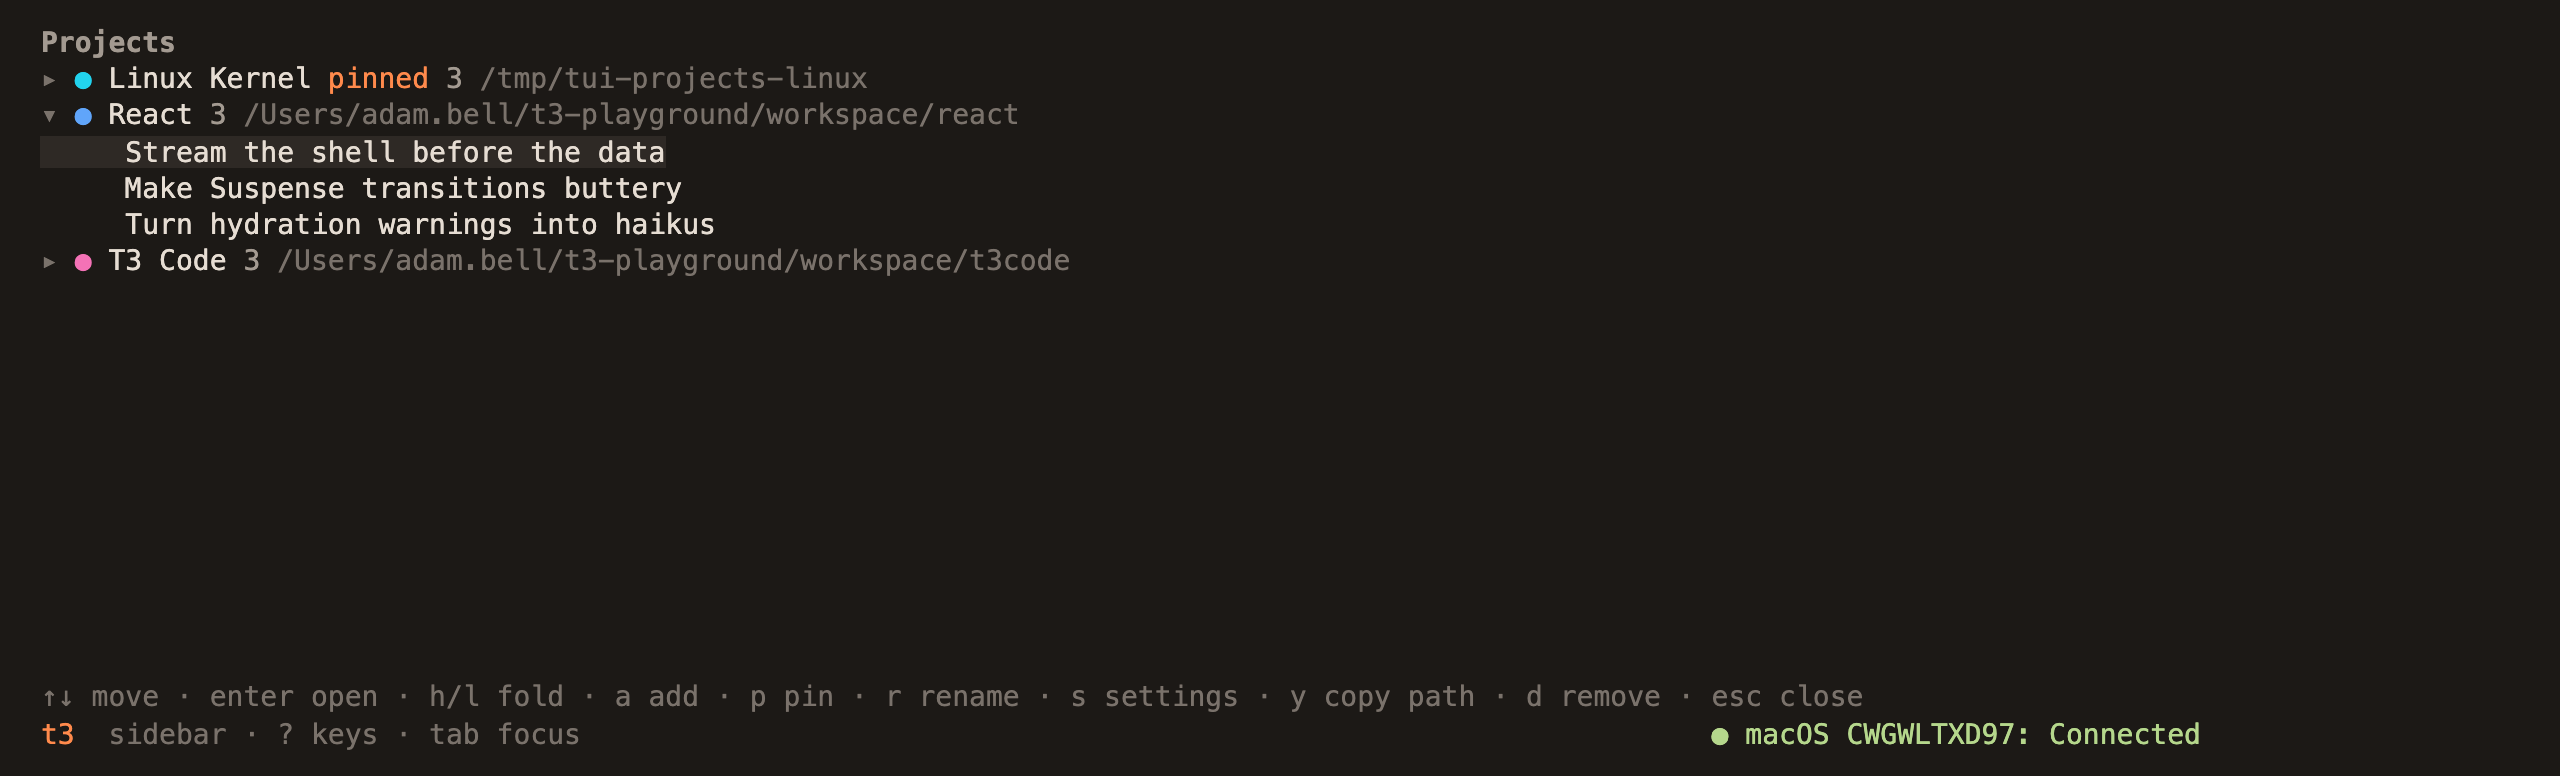 Projects
▸ ● Linux Kernel pinned 3 /tmp/tui-projects-linux
▾ ● React 3 /Users/adam.bell/t3-playground/workspace/react
Stream the shell before the data
Make Suspense transitions buttery
Turn hydration warnings into haikus
▸ ● T3 Code 3 /Users/adam.bell/t3-playground/workspace/t3code
↑↓ move · enter open · h/l fold · a add · p pin · r rename · s settings · y copy path · d remove · esc close
t3 sidebar · ? keys · tab focus ● macOS CWGWLTXD97: Connected